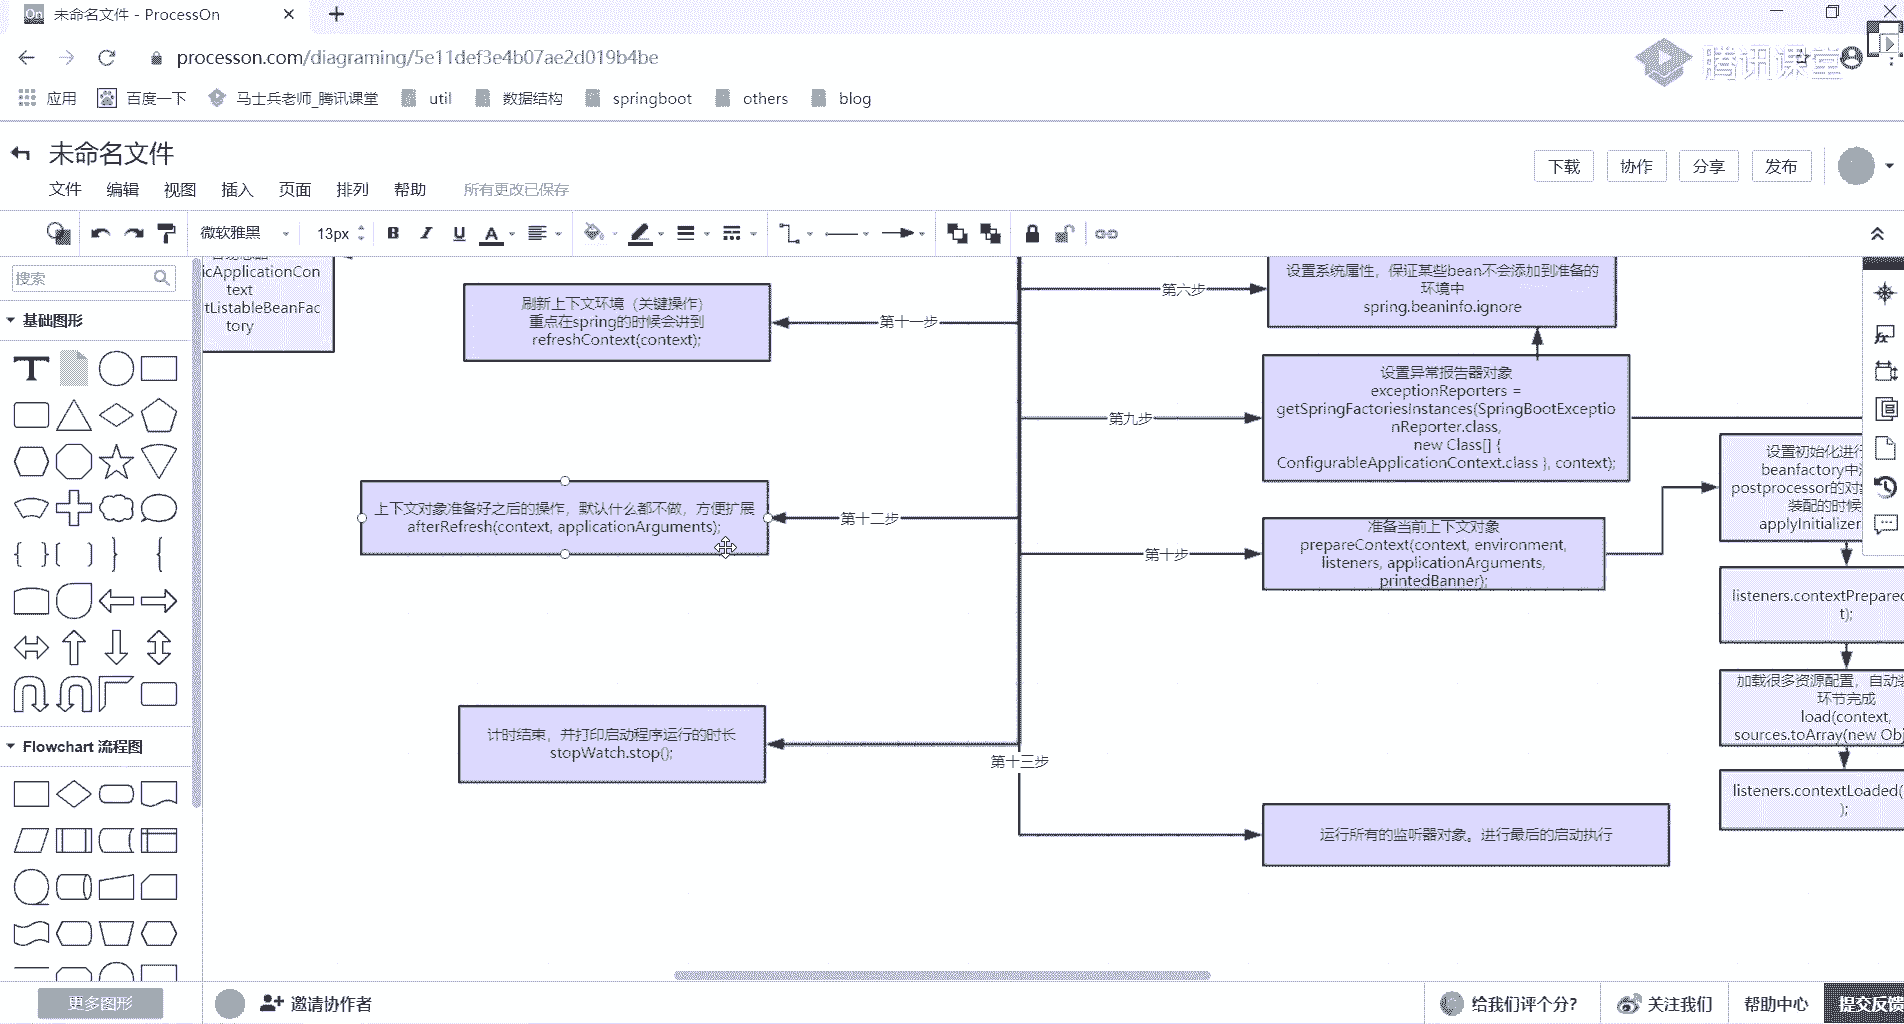 未命名文件 - ProcessOn
processon.com/diagraming/5e11def3e4b07ae2d019b4be
腾讯课堂
应用
百度一下
马士兵老师_腾讯课堂
util
数据结构
springboot
others
blog
未命名文件
文件
编辑
视图
插入
页面
排列
帮助
所有更改已保存
下载
协作
分享
发布
微软雅黑
13px
搜索
基础图形
Flowchart 流程图
更多图形
icApplicationCon
text
tListableBeanFac
tory
刷新上下文环境（关键操作）
重点在spring的时候会讲到
refreshContext(context);
第十一步
上下文对象准备好之后的操作，默认什么都不做，方便扩展
afterRefresh(context, applicationArguments);
第十二步
计时结束，并打印启动程序运行的时长
stopWatch.stop();
第十三步
第六步
设置系统属性，保证某些bean不会添加到准备的
环境中
spring.beaninfo.ignore
第九步
设置异常报告器对象
exceptionReporters =
getSpringFactoriesInstances(SpringBootExceptio
nReporter.class,
new Class[] {
ConfigurableApplicationContext.class }, context);
第十步
准备当前上下文对象
prepareContext(context, environment,
listeners, applicationArguments,
printedBanner);
运行所有的监听器对象。进行最后的启动执行
设置初始化进行
beanfactory中
postprocessor的对
装配的时候
applyInitializer
listeners.contextPrepare
t);
加载很多资源配置，自动
环节完成
load(context,
sources.toArray(new Obj
listeners.contextLoaded(
);
邀请协作者
给我们评个分?
关注我们
帮助中心
提交反馈